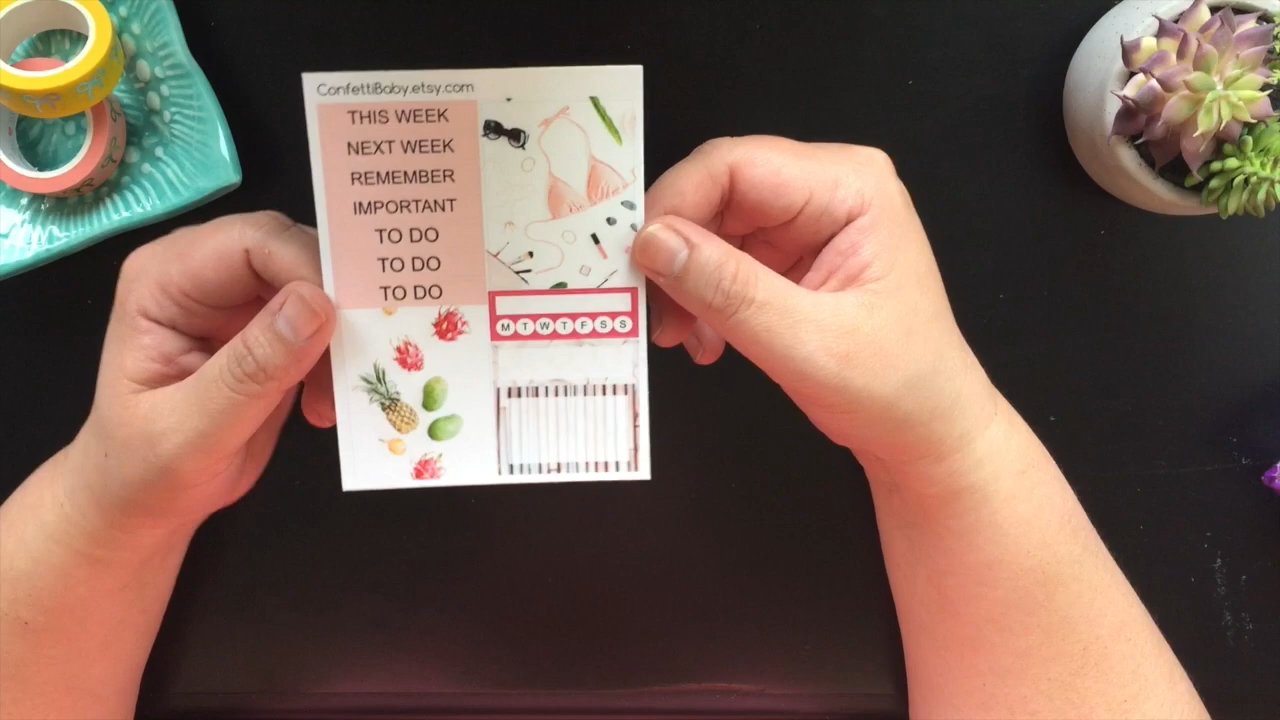 ConfettiBaby.etsy.com
THIS WEEK
NEXT WEEK
REMEMBER
IMPORTANT
TO DO
TO DO
TO DO
M T W T F S S